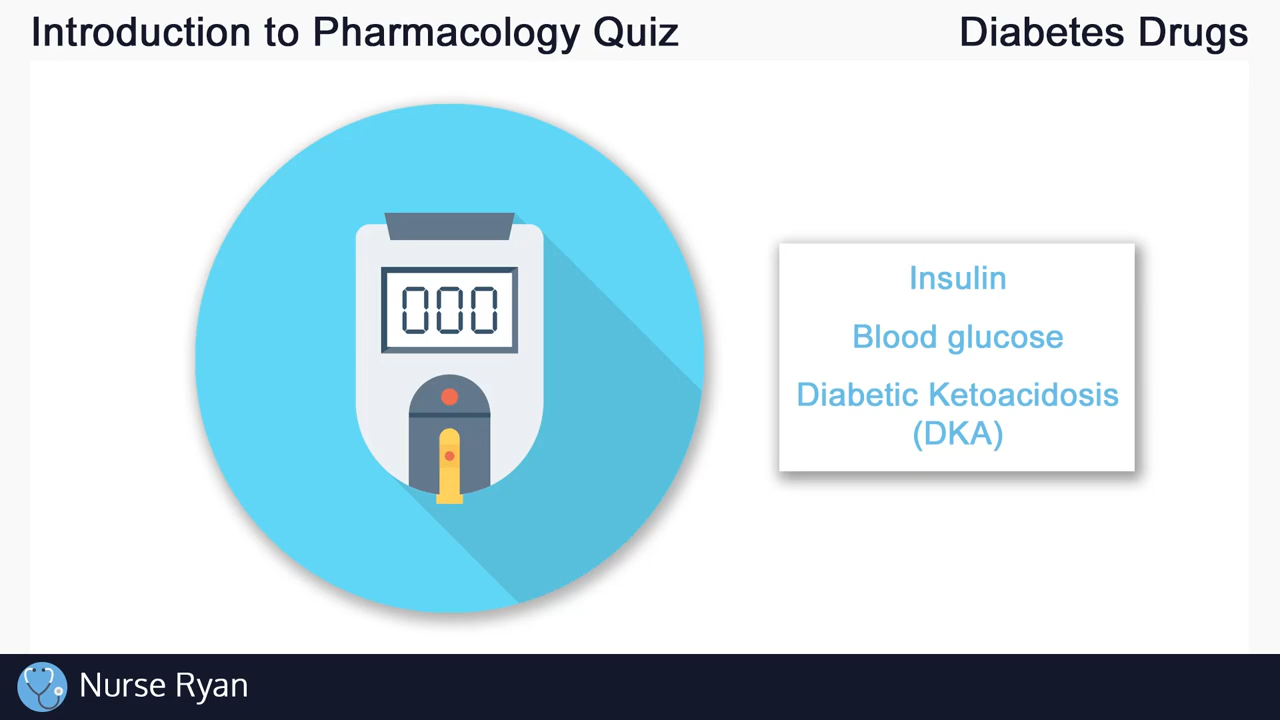 Introduction to Pharmacology Quiz
Diabetes Drugs
000
Insulin
Blood glucose
Diabetic Ketoacidosis
(DKA)
Nurse Ryan